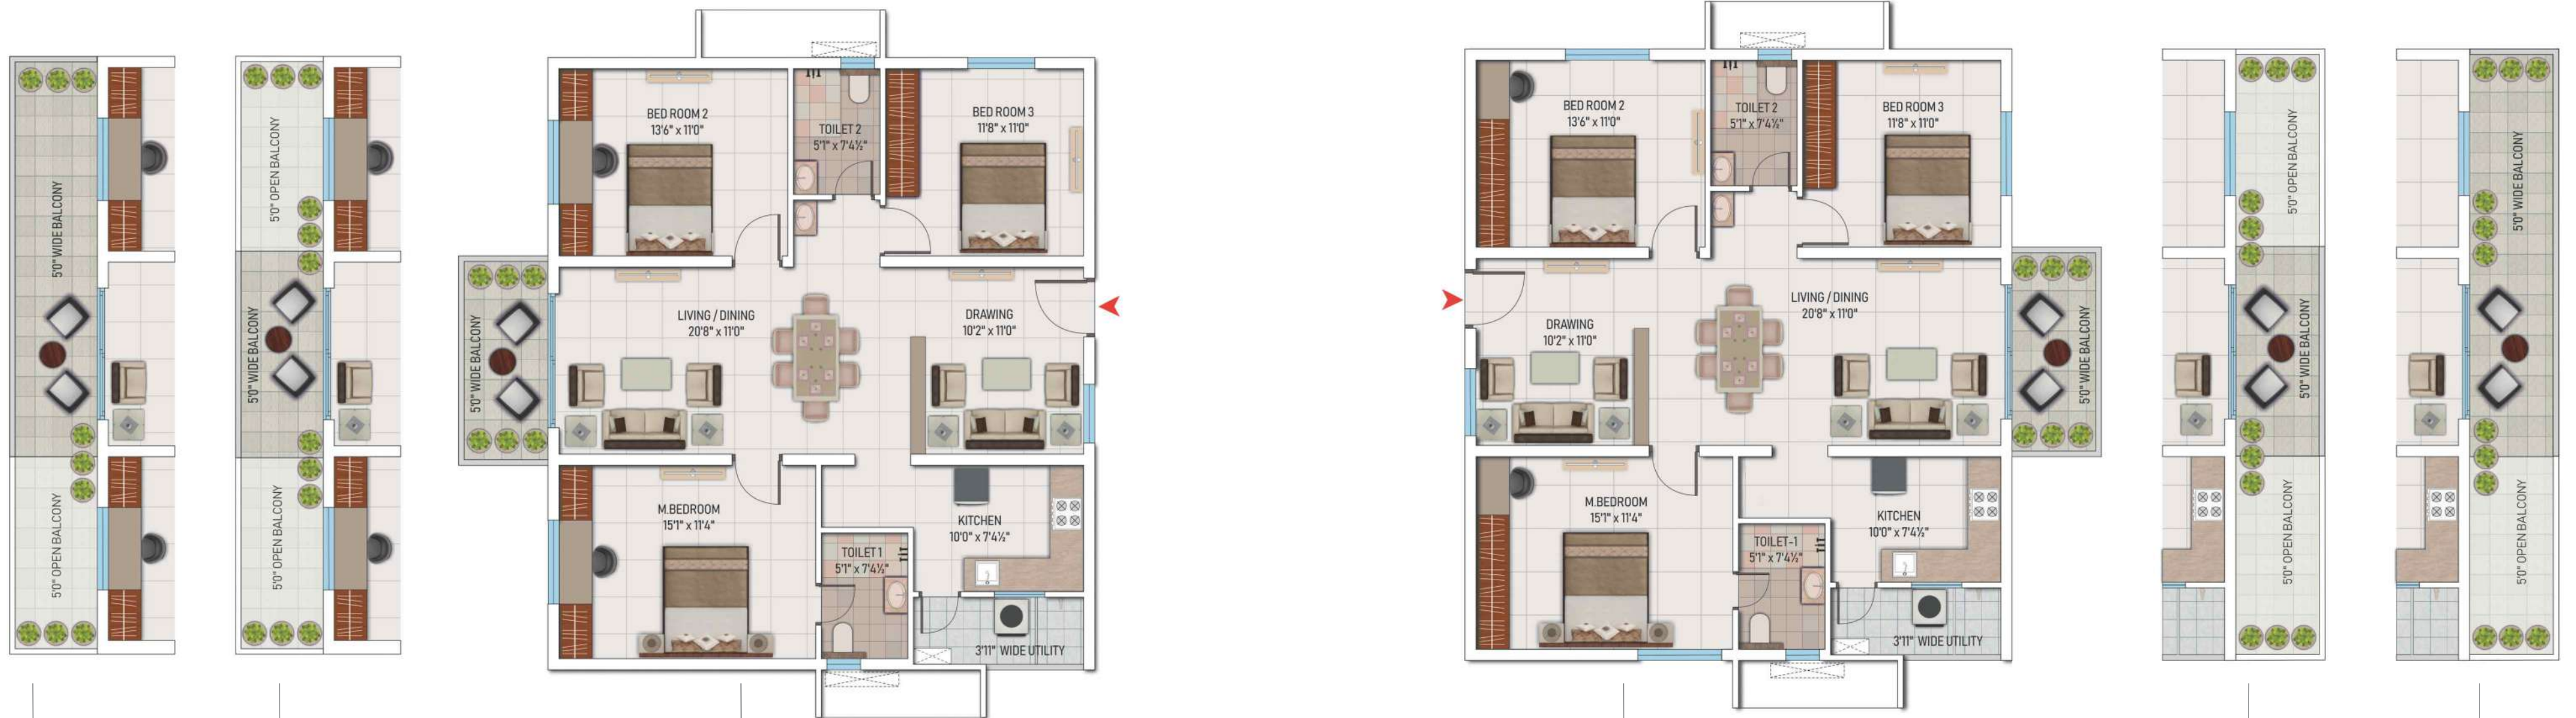 5'0" WIDE BALCONY
5'0" OPEN BALCONY
5'0" OPEN BALCONY
5'0" WIDE BALCONY
5'0" OPEN BALCONY
BED ROOM 2
13'6" x 11'0"
TOILET 2
5'1" x 7'4½"
BED ROOM 3
11'8" x 11'0"
5'0" WIDE BALCONY
LIVING / DINING
20'8" x 11'0"
DRAWING
10'2" x 11'0"
M.BEDROOM
15'1" x 11'4"
TOILET 1
5'1" x 7'4½"
KITCHEN
10'0" x 7'4½"
3'11" WIDE UTILITY
BED ROOM 2
13'6" x 11'0"
TOILET 2
5'1" x 7'4½"
BED ROOM 3
11'8" x 11'0"
DRAWING
10'2" x 11'0"
LIVING / DINING
20'8" x 11'0"
5'0" WIDE BALCONY
M.BEDROOM
15'1" x 11'4"
TOILET-1
5'1" x 7'4½"
KITCHEN
10'0" x 7'4½"
3'11" WIDE UTILITY
5'0" OPEN BALCONY
5'0" WIDE BALCONY
5'0" OPEN BALCONY
5'0" WIDE BALCONY
5'0" OPEN BALCONY